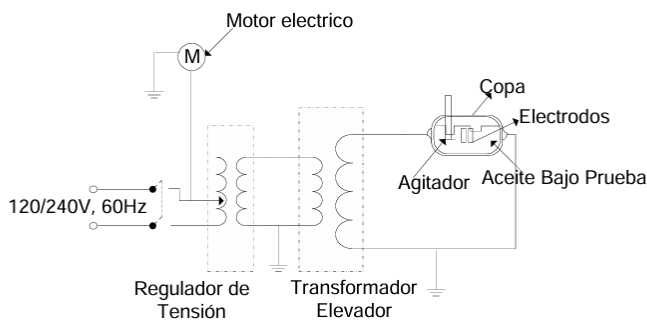 Motor electrico
M
Copa
Electrodos
Agitador
Aceite Bajo Prueba
120/240V, 60Hz
Regulador de
Tensión
Transformador
Elevador